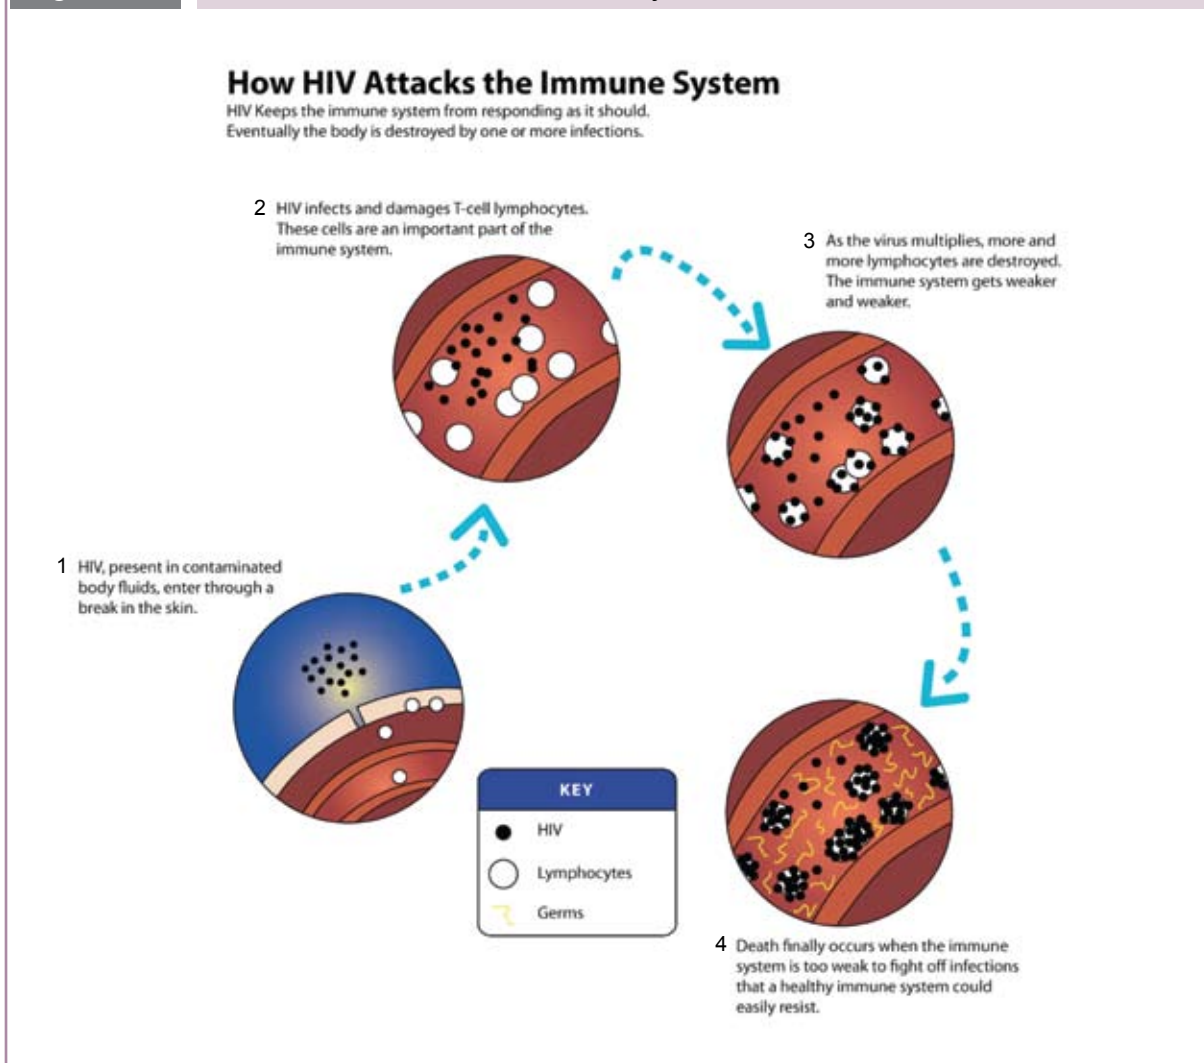 How HIV Attacks the Immune System
HIV Keeps the immune system from responding as it should.
Eventually the body is destroyed by one or more infections.
2 HIV infects and damages T-cell lymphocytes.
These cells are an important part of the
immune system.
3 As the virus multiplies, more and
more lymphocytes are destroyed.
The immune system gets weaker
and weaker.
1 HIV, present in contaminated
body fluids, enter through a
break in the skin.
KEY
HIV
Lymphocytes
Germs
4 Death finally occurs when the immune
system is too weak to fight off infections
that a healthy immune system could
easily resist.